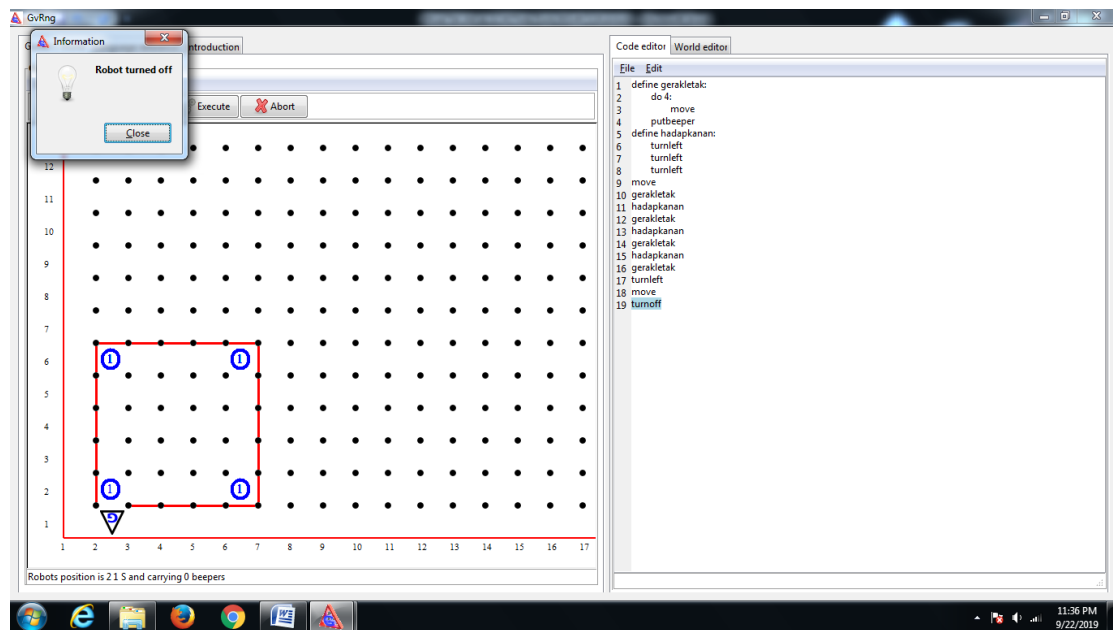 GvRng
Information
Robot turned off
Close
ntroduction
Execute
Abort
12
11
10
9
8
7
6
5
4
3
2
1
1
1
1
1
G
1 2 3 4 5 6 7 8 9 10 11 12 13 14 15 16 17
Robots position is 2 1 S and carrying 0 beepers
Code editor World editor
File Edit
1 define gerakletak:
2 do 4:
3 move
4 putbeeper
5 define hadapkanan:
6 turnleft
7 turnleft
8 turnleft
9 move
10 gerakletak
11 hadapkanan
12 gerakletak
13 hadapkanan
14 gerakletak
15 hadapkanan
16 gerakletak
17 turnleft
18 move
19 turnoff
11:36 PM
9/22/2019